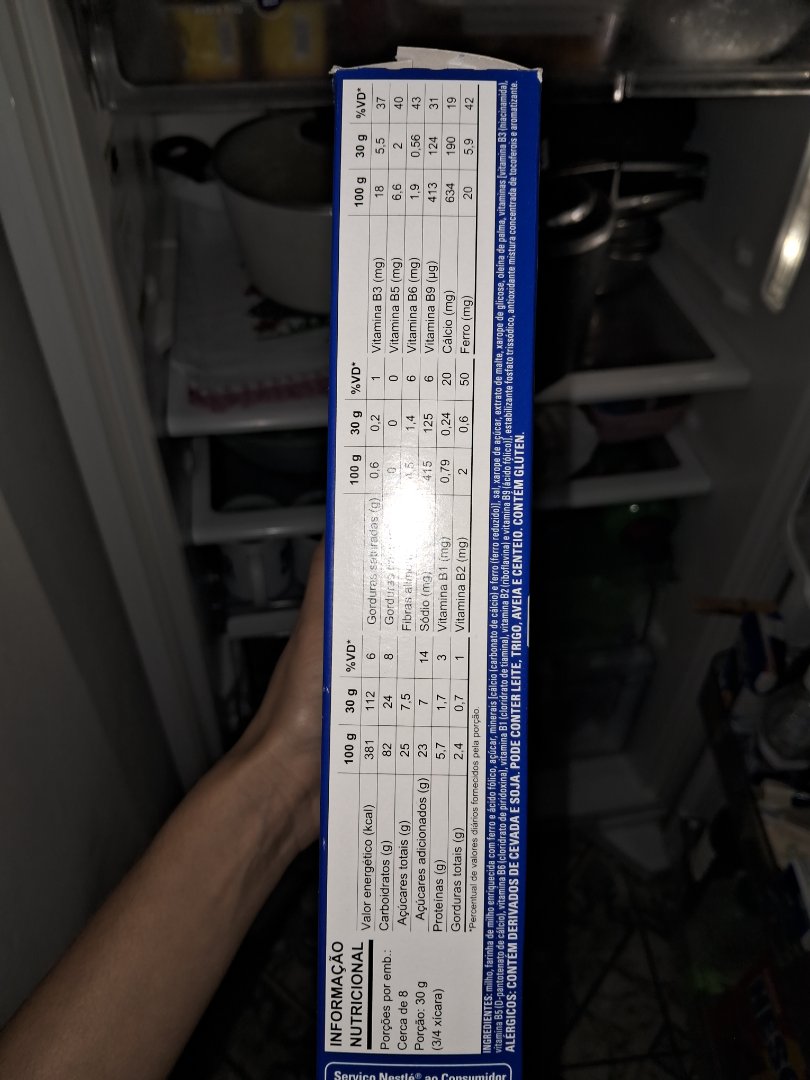 INFORMAÇÃO
NUTRICIONAL
Porções por emb.:
Cerca de 8
Porção: 30 g
(3/4 xícara)
100 g 30 g %VD*
Valor energético (kcal) 381 112 6
Carboidratos (g) 82 24 8
Açúcares totais (g) 25 7,5
Açúcares adicionados (g) 23 7 14
Proteínas (g) 5,7 1,7 3
Gorduras totais (g) 2,4 0,7 1
100 g 30 g %VD*
Gorduras saturadas (g) 0,6 0,2 1
Gorduras 0 0 0
Fibras 4,5 1,4 6
Sódio (mg) 415 125 6
Vitamina B1 (mg) 0,79 0,24 20
Vitamina B2 (mg) 2 0,6 50
100 g 30 g %VD*
Vitamina B3 (mg) 18 5,5 37
Vitamina B5 (mg) 6,6 2 40
Vitamina B6 (mg) 1,9 0,56 43
Vitamina B9 (µg) 413 124 31
Cálcio (mg) 634 190 19
Ferro (mg) 20 5,9 42
*Percentual de valores diários fornecidos pela porção.
INGREDIENTES: milho, farinha de milho enriquecida com ferro e ácido fólico, açúcar, minerais [cálcio (carbonato de cálcio) e ferro (ferro reduzido)], sal, xarope de açúcar, extrato de malte, xarope de glicose, oleína de palma, vitaminas [vitamina B3 (niacinamida),
vitamina B5 (D-pantotenato de cálcio), vitamina B6 (cloridrato de piridoxina), vitamina B1 (cloridrato de tiamina), vitamina B2 (riboflavina) e vitamina B9 (ácido fólico)], estabilizante fosfato trissódico, antioxidante mistura concentrada de tocoferóis e aromatizante.
ALÉRGICOS: CONTÉM DERIVADOS DE CEVADA E SOJA. PODE CONTER LEITE, TRIGO, AVEIA E CENTEIO. CONTÉM GLÚTEN.
Serviço Nestlé® ao Consumidor